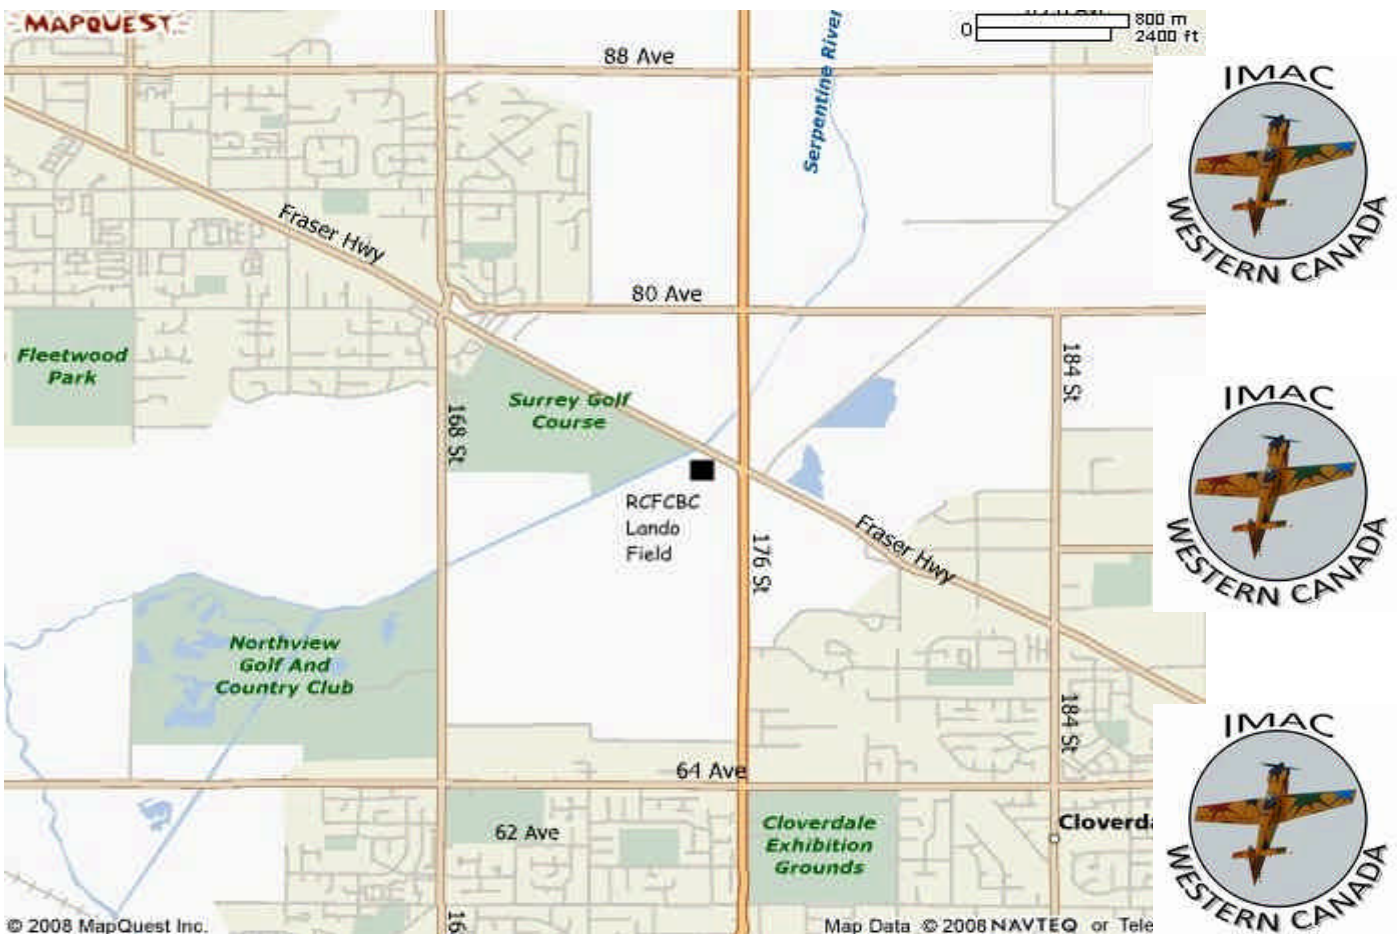 MAPQUEST
0
800 m
2400 ft
88 Ave
Serpentine River
IMAC
WESTERN CANADA
Fraser Hwy
80 Ave
Fleetwood
Park
184 St
Surrey Golf
Course
168 St
IMAC
WESTERN CANADA
RCFCBC
Lando
Field
176 St
Fraser Hwy
Northview
Golf And
Country Club
184 St
IMAC
WESTERN CANADA
64 Ave
62 Ave
Cloverdale
Exhibition
Grounds
Cloverda
16
© 2008 MapQuest Inc.
Map Data © 2008 NAVTEQ or Tele